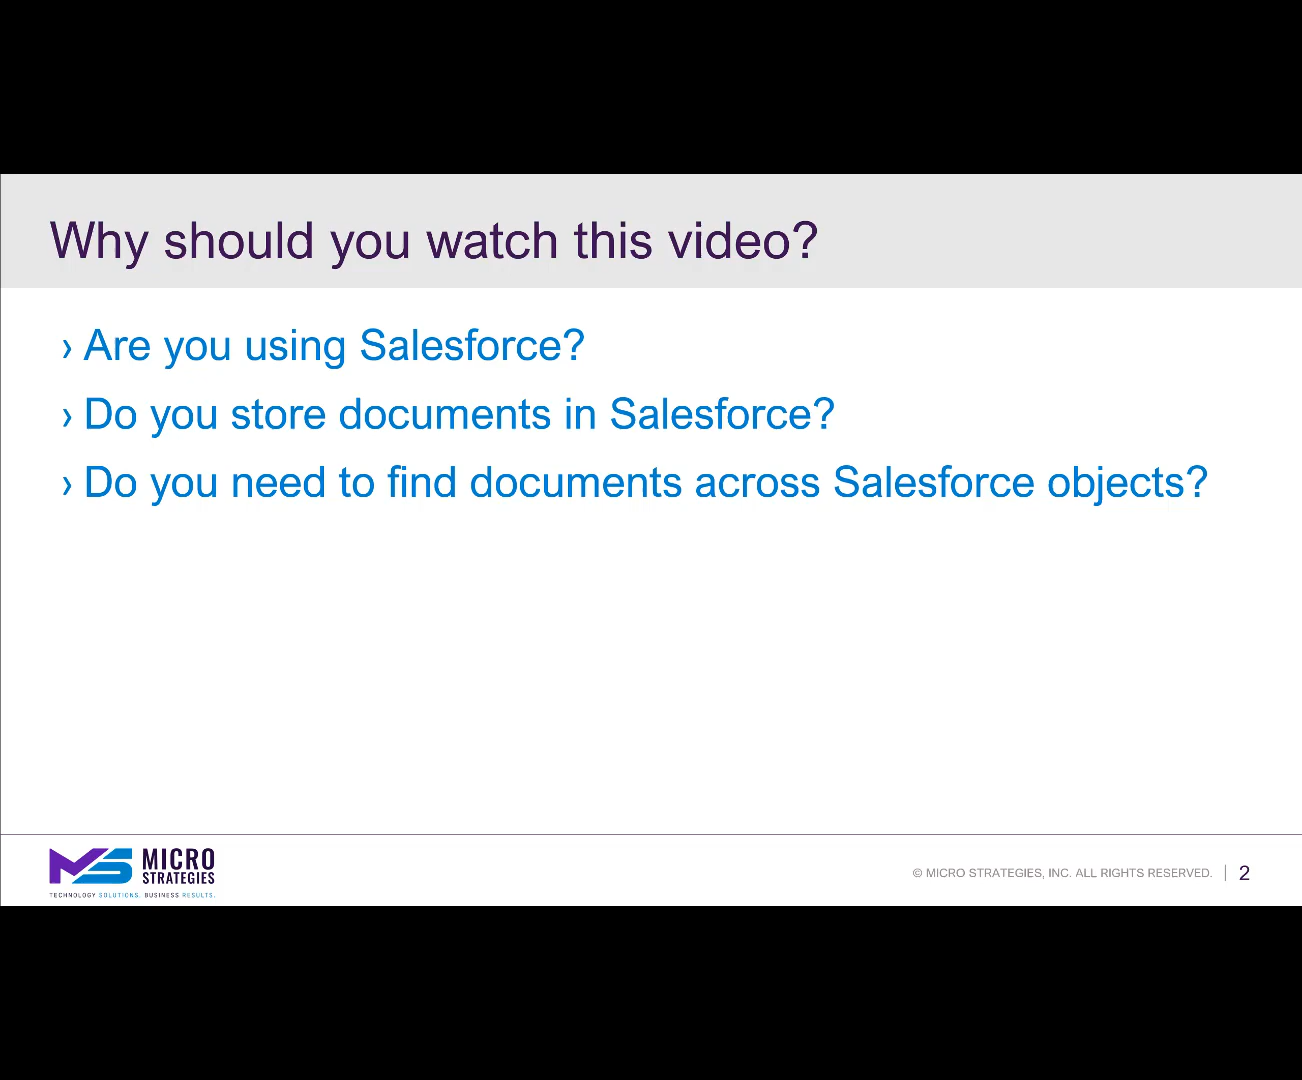 Why should you watch this video?
› Are you using Salesforce?
› Do you store documents in Salesforce?
› Do you need to find documents across Salesforce objects?
MICRO
STRATEGIES
TECHNOLOGY SOLUTIONS. BUSINESS RESULTS.
© MICRO STRATEGIES, INC. ALL RIGHTS RESERVED. | 2